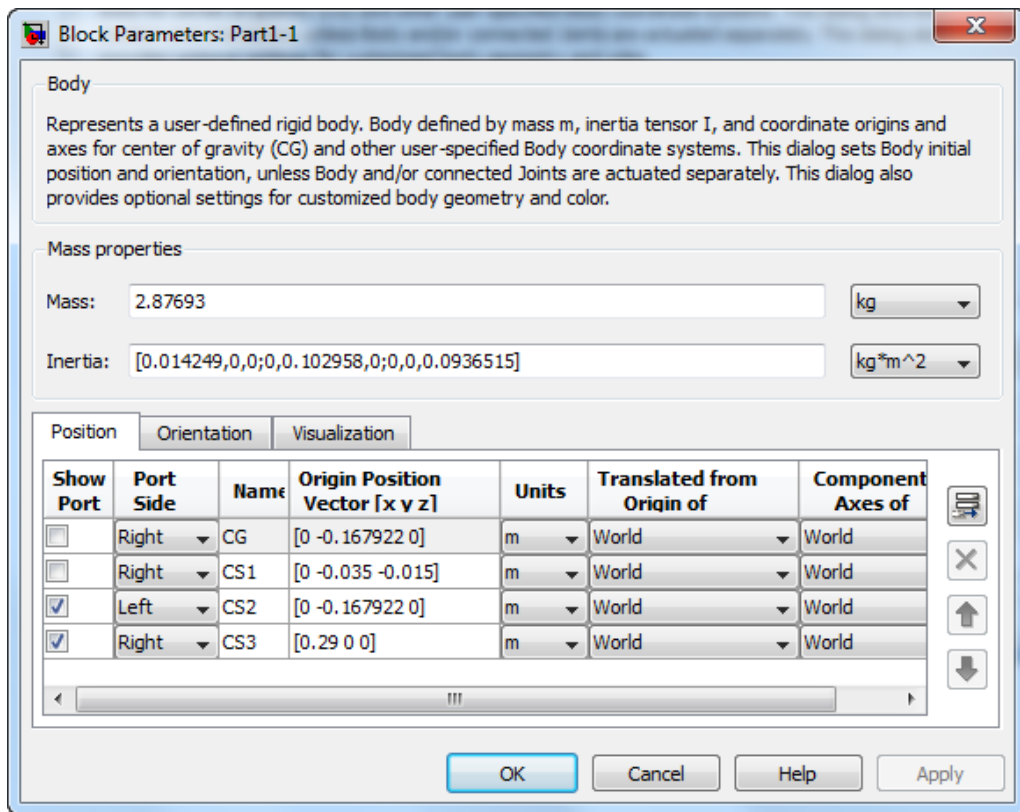 Block Parameters: Part1-1
Body
Represents a user-defined rigid body. Body defined by mass m, inertia tensor I, and coordinate origins and
axes for center of gravity (CG) and other user-specified Body coordinate systems. This dialog sets Body initial
position and orientation, unless Body and/or connected Joints are actuated separately. This dialog also
provides optional settings for customized body geometry and color.
Mass properties
Mass: 2.87693 kg
Inertia: [0.014249,0,0;0,0.102958,0;0,0,0.0936515] kg*m^2
Position Orientation Visualization
Show Port Name Origin Position Units Translated from Component
Port Side Vector [x y z] Origin of Axes of
Right CG [0 -0.167922 0] m World World
Right CS1 [0 -0.035 -0.015] m World World
Left CS2 [0 -0.167922 0] m World World
Right CS3 [0.29 0 0] m World World
OK Cancel Help Apply